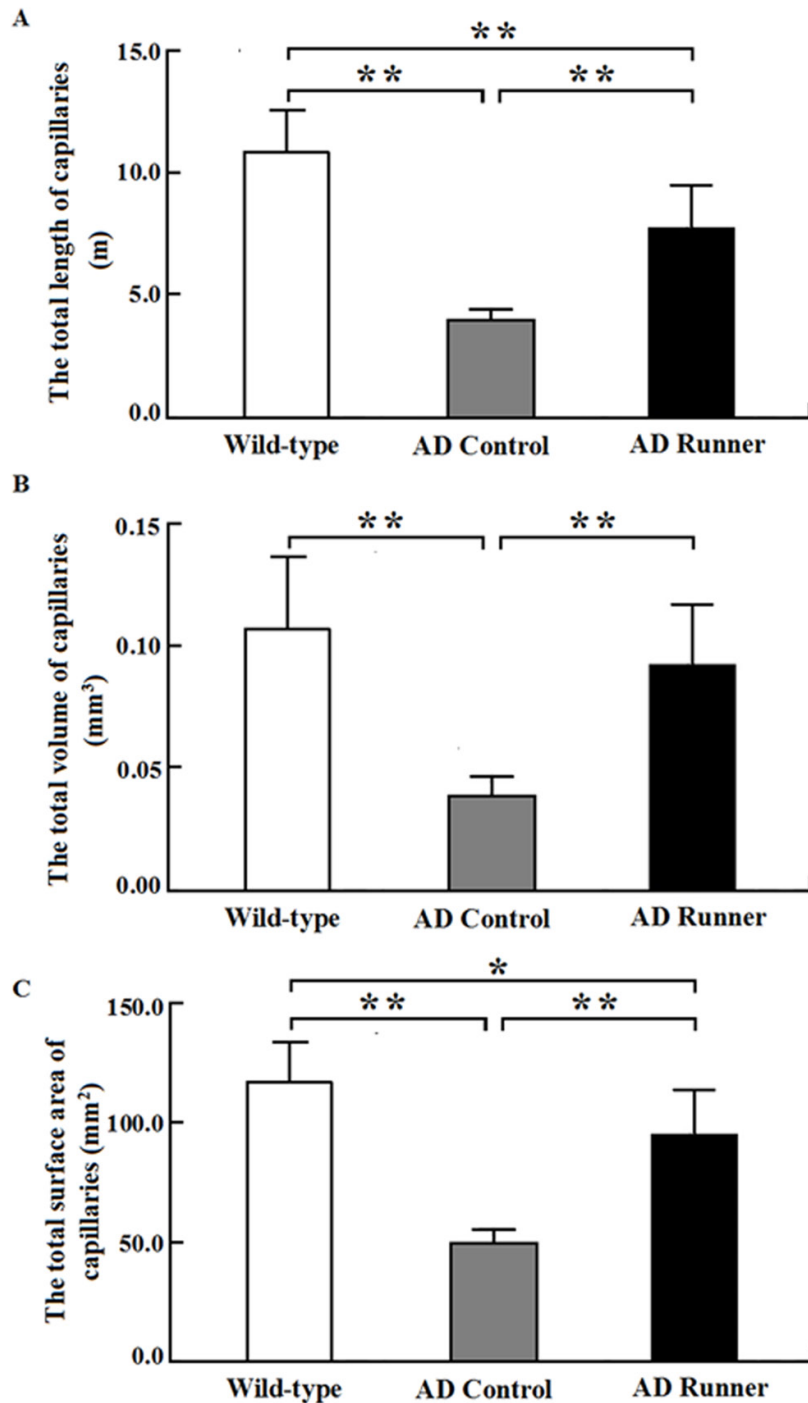 A
The total length of capillaries
(m)
15.0
10.0
5.0
0.0
**
**
**
Wild-type
AD Control
AD Runner
B
The total volume of capillaries
(mm³)
0.15
0.10
0.05
0.00
**
**
Wild-type
AD Control
AD Runner
C
The total surface area of
capillaries (mm²)
150.0
100.0
50.0
0.0
*
**
**
Wild-type
AD Control
AD Runner